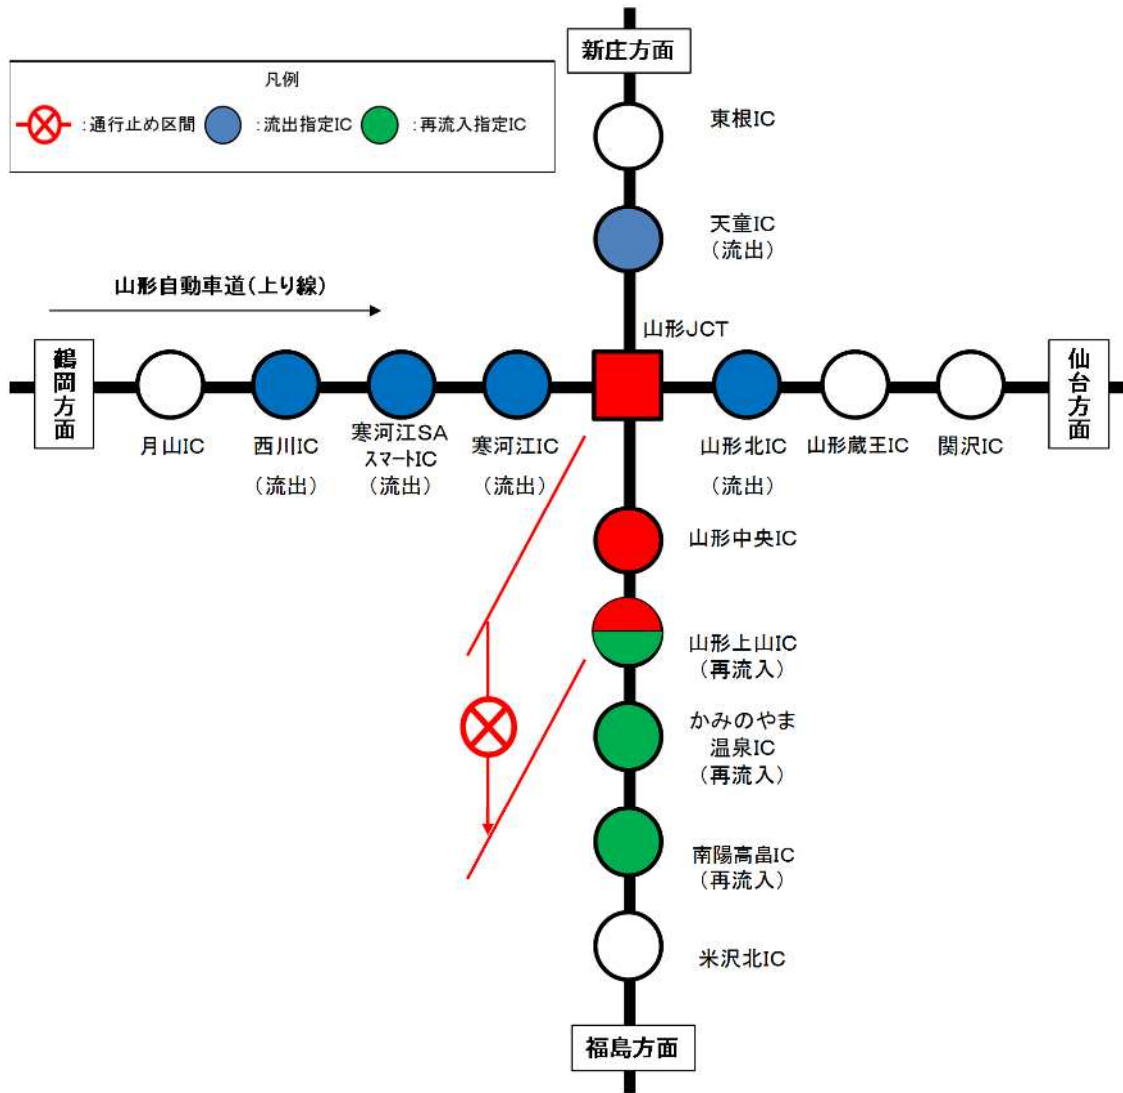 新庄方面
凡例
:通行止め区間
:流出指定IC
:再流入指定IC
東根IC
天童IC
(流出)
山形自動車道(上り線)
山形JCT
鶴岡方面
仙台方面
月山IC
西川IC
(流出)
寒河江SA
スマートIC
(流出)
寒河江IC
(流出)
山形北IC
(流出)
山形蔵王IC
関沢IC
山形中央IC
山形上山IC
(再流入)
かみのやま
温泉IC
(再流入)
南陽高畠IC
(再流入)
米沢北IC
福島方面